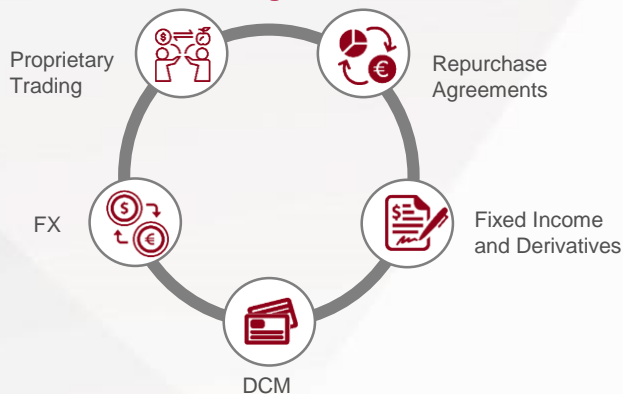 Proprietary
Trading
Repurchase
Agreements
FX
$
€
Fixed Income
and Derivatives
DCM